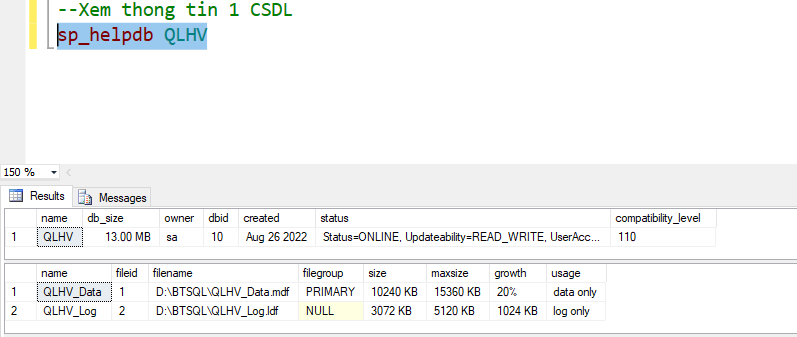 --Xem thong tin 1 CSDL
sp_helpdb QLHV
150 %
Results Messages
name db_size owner dbid created status compatibility_level
1 QLHV 13.00 MB sa 10 Aug 26 2022 Status=ONLINE, Updateability=READ_WRITE, UserAcc... 110
name fileid filename filegroup size maxsize growth usage
1 QLHV_Data 1 D:\BTSQL\QLHV_Data.mdf PRIMARY 10240 KB 15360 KB 20% data only
2 QLHV_Log 2 D:\BTSQL\QLHV_Log.ldf NULL 3072 KB 5120 KB 1024 KB log only